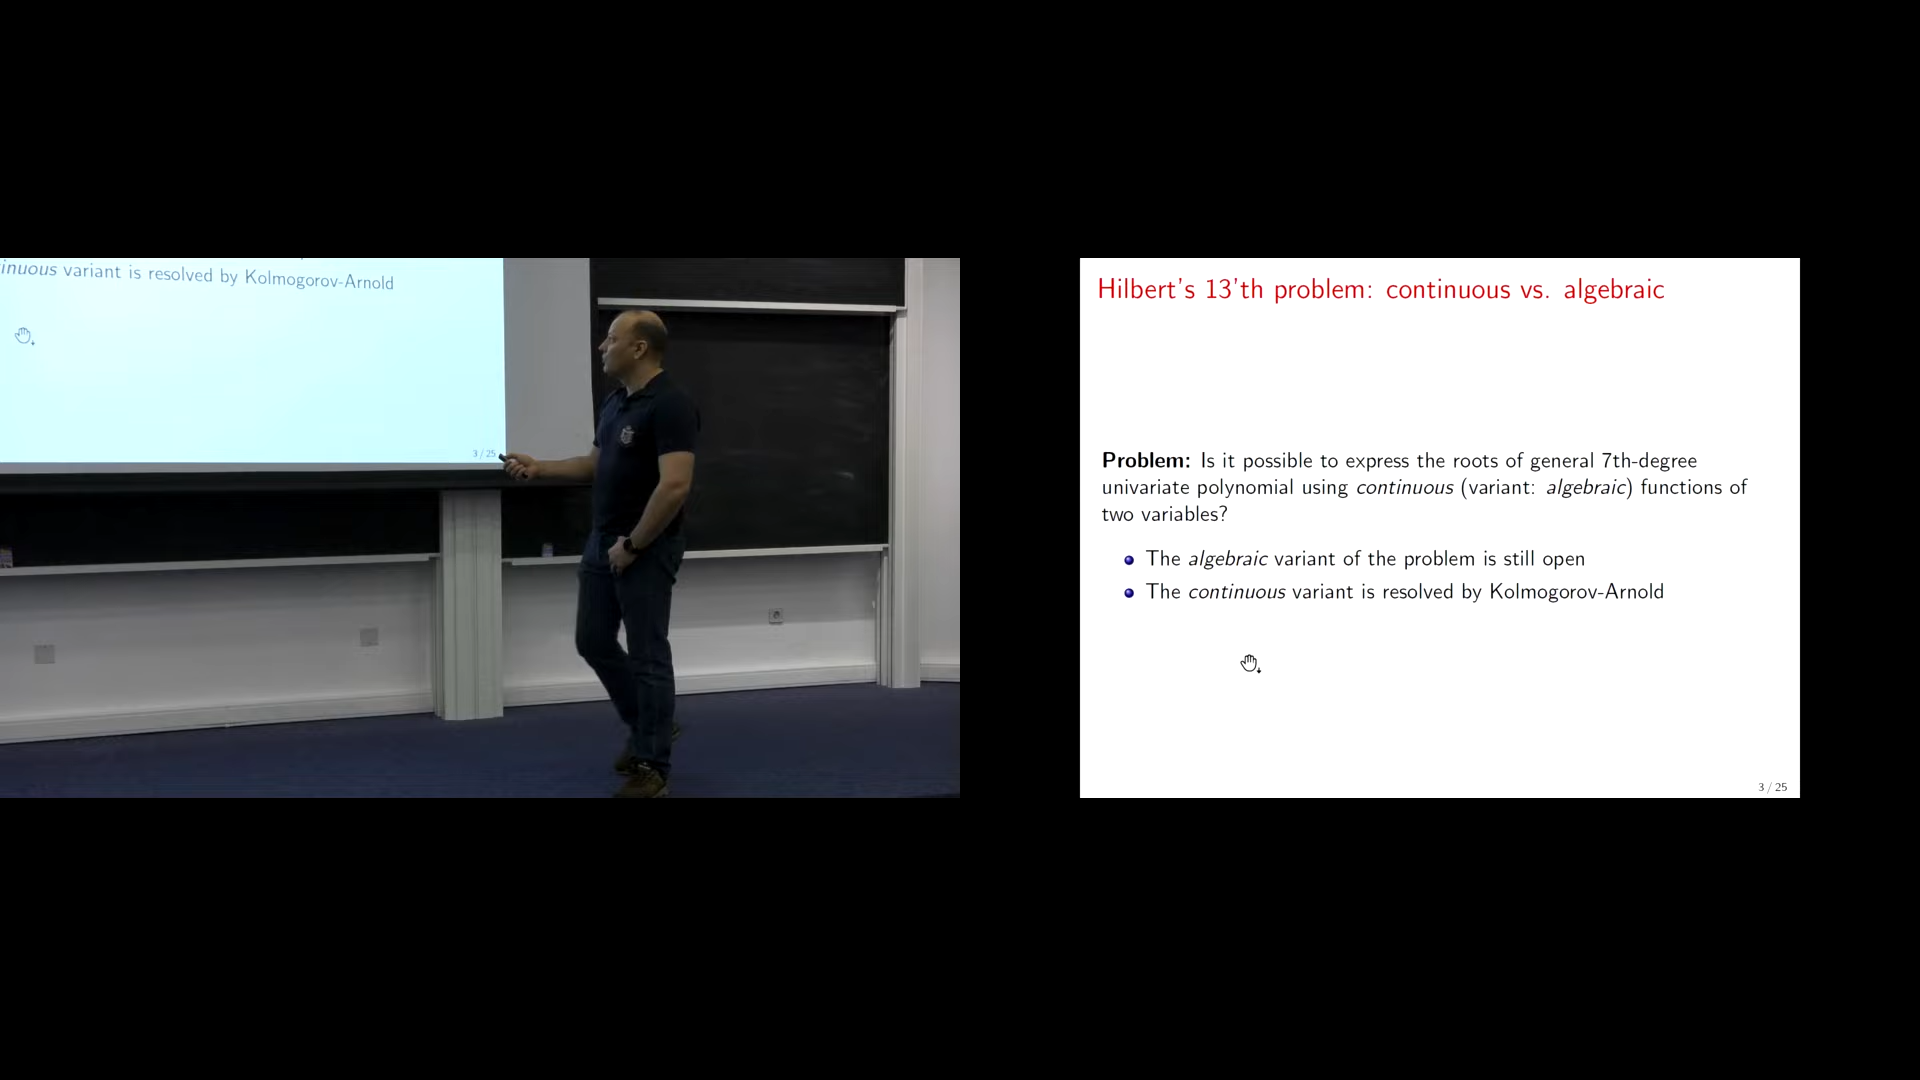 inuous variant is resolved by Kolmogorov-Arnold
3 / 25
Hilbert's 13'th problem: continuous vs. algebraic
Problem: Is it possible to express the roots of general 7th-degree
univariate polynomial using continuous (variant: algebraic) functions of
two variables?
The algebraic variant of the problem is still open
The continuous variant is resolved by Kolmogorov-Arnold
3 / 25